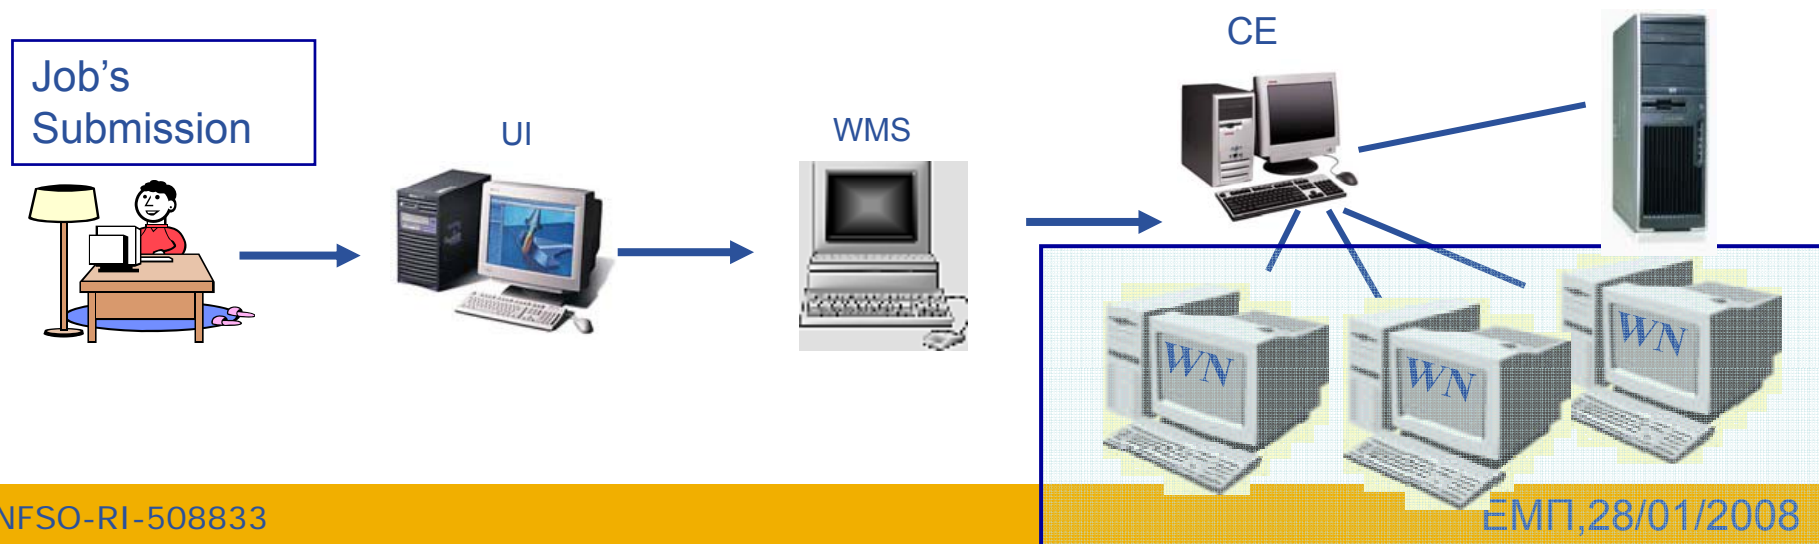 Job's
Submission
UI
WMS
CE
WN
WN
WN
NFSO-RI-508833
ΕΜΠ,28/01/2008